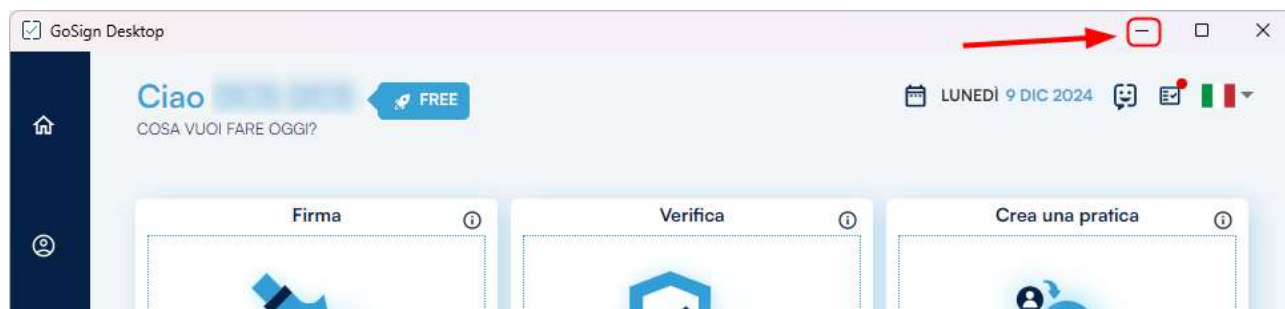 GoSign Desktop
Ciao
FREE
LUNEDÌ 9 DIC 2024
COSA VUOI FARE OGGI?
Firma
Verifica
Crea una pratica